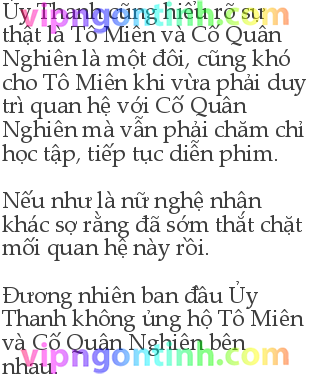 Ủy Thanh cũng hiểu rõ sự
thật là Tô Miên và Cố Quân
Nghiên là một đôi, cũng khó
cho Tô Miên khi vừa phải duy
trì quan hệ với Cố Quân
Nghiên mà vẫn phải chăm chỉ
học tập, tiếp tục diễn phim.
Nếu như là nữ nghệ nhân
khác sợ rằng đã sớm thắt chặt
mối quan hệ này rồi.
Đương nhiên ban đầu Ủy
Thanh không ủng hộ Tô Miên
và Cố Quân Nghiên bên
nhau.
vipngontinh.com
vipngontinh.com